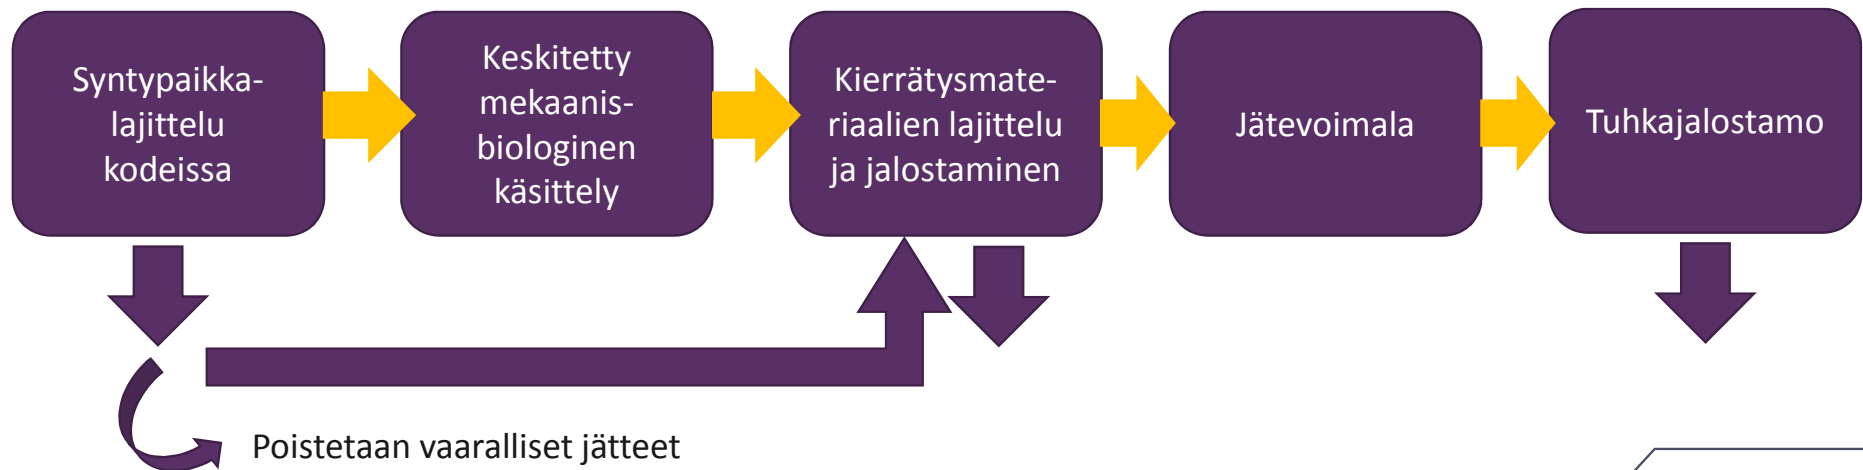 Syntypaikka-
lajittelu
kodeissa
Keskitetty
mekaanis-
biologinen
käsittely
Kierrätysmate-
riaalien lajittelu
ja jalostaminen
Jätevoimala
Tuhkajalostamo
Poistetaan vaaralliset jätteet